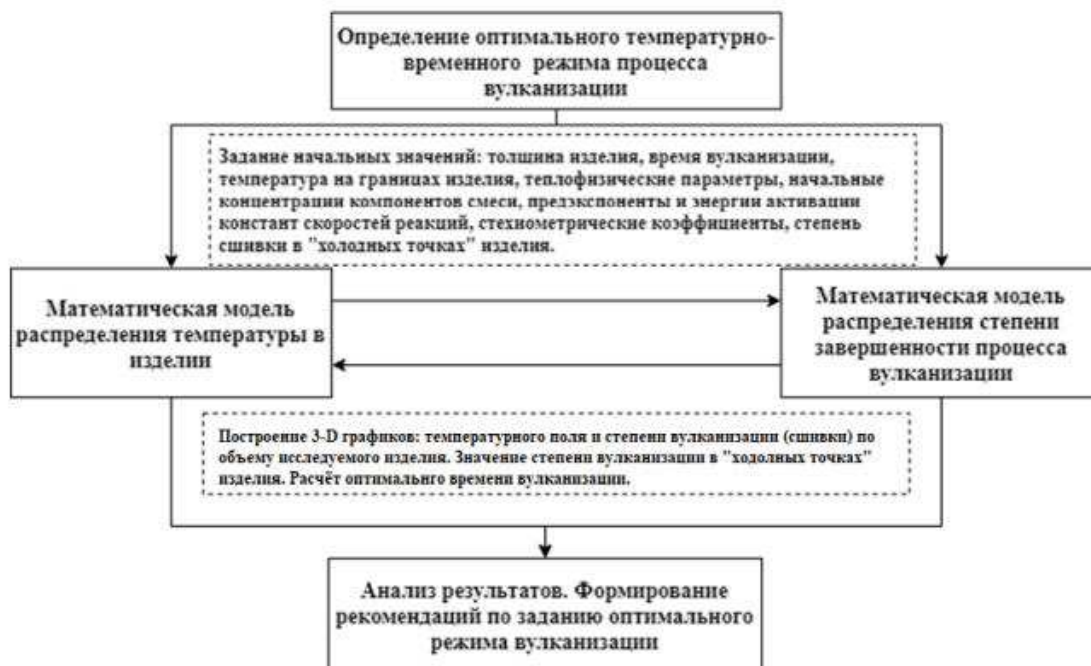 Определение оптимального температурно-
временного режима процесса
вулканизации
Задание начальных значений: толщина изделия, время вулканизации,
температура на границах изделия, теплофизические параметры, начальные
концентрации компонентов смеси, предэкспоненты и энергии активации
констант скоростей реакций, стехиометрические коэффициенты, степень
сшивки в "холодных точках" изделия.
Математическая модель
распределения температуры в
изделии
Математическая модель
распределения степени
завершенности процесса
вулканизации
Построение 3-D графиков: температурного поля и степени вулканизации (сшивки) по
объему исследуемого изделия. Значение степени вулканизации в "ходолных точках"
изделия. Расчёт оптимальнго времени вулканизации.
Анализ результатов. Формирование
рекомендаций по заданию оптимального
режима вулканизации